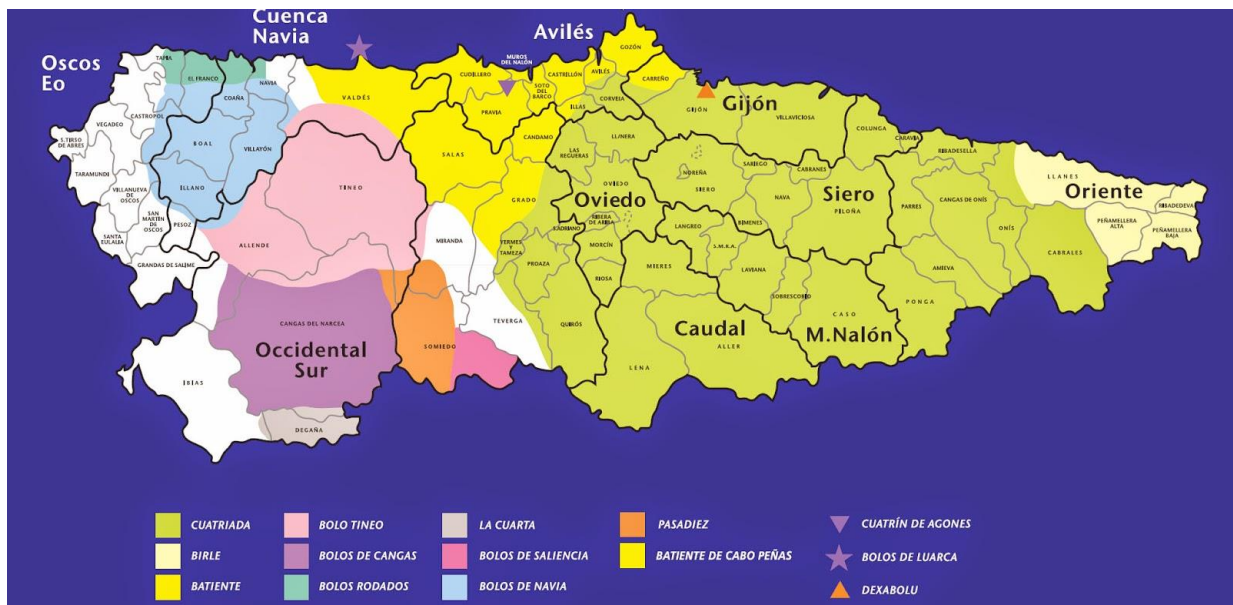 Cuenca
Navia
Avilés
Oscos
Eo
TAPIA
EL FRANCO
NAVIA
COAÑA
CASTROPOL
VEGADEO
S.TIRSO
DE ABRES
TARAMUNDI
BOAL
VILLAYÓN
VILLANUEVA
DE
OSCOS
ILLANO
SAN
MARTÍN
DE
OSCOS
PESOZ
SANTA
EULALIA
GRANDAS DE SALIME
ALLENDE
TINEO
VALDÉS
CUDILLERO
MUROS
DEL NALÓN
SOTO
DEL
BARCO
CASTRILLÓN
AVILÉS
GOZÓN
CARREÑO
ILLAS
CORVERA
PRAVIA
CANDAMO
SALAS
GRADO
GIJÓN
Gijón
VILLAVICIOSA
COLUNGA
CARAVIA
RIBADESELLA
LLANES
Oriente
RIBADEDEVA
PEÑAMELLERA
ALTA
PEÑAMELLERA
BAJA
LLANERA
LAS
REGUERAS
OVIEDO
Oviedo
NOREÑA
SIERO
SARIEGO
CABRANES
NAVA
Siero
PILOÑA
PARRES
CANGAS DE ONÍS
ONÍS
CABRALES
AMIEVA
PONGA
RIBERA
DE ARIBA
MORCÍN
RIOSA
LANGREO
BIMENES
S.M.R.A.
LAVIANA
SOBRESCOBIO
CASO
M.Nalón
MIERES
Caudal
ALLER
LENA
YERMES
Y
TAMEZA
PROAZA
QUIRÓS
TEVERGA
MIRANDA
SOMIEDO
CANGAS DEL NARCEA
Occidental
Sur
IBIAS
DEGAÑA
CUATRIADA
BOLO TINEO
LA CUARTA
PASADIEZ
CUATRÍN DE AGONES
BIRLE
BOLOS DE CANGAS
BOLOS DE SALIENCIA
BATIENTE DE CABO PEÑAS
BOLOS DE LUARCA
BATIENTE
BOLOS RODADOS
BOLOS DE NAVIA
DEXABOLU